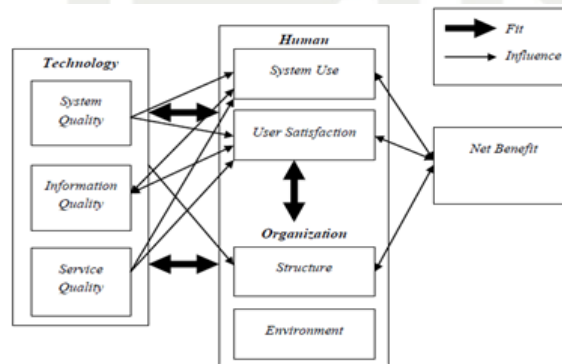 Human
Technology
System
Quality
Information
Quality
Service
Quality
System Use
User Satisfaction
Organization
Structure
Environment
Net Benefit
Fit
Influence